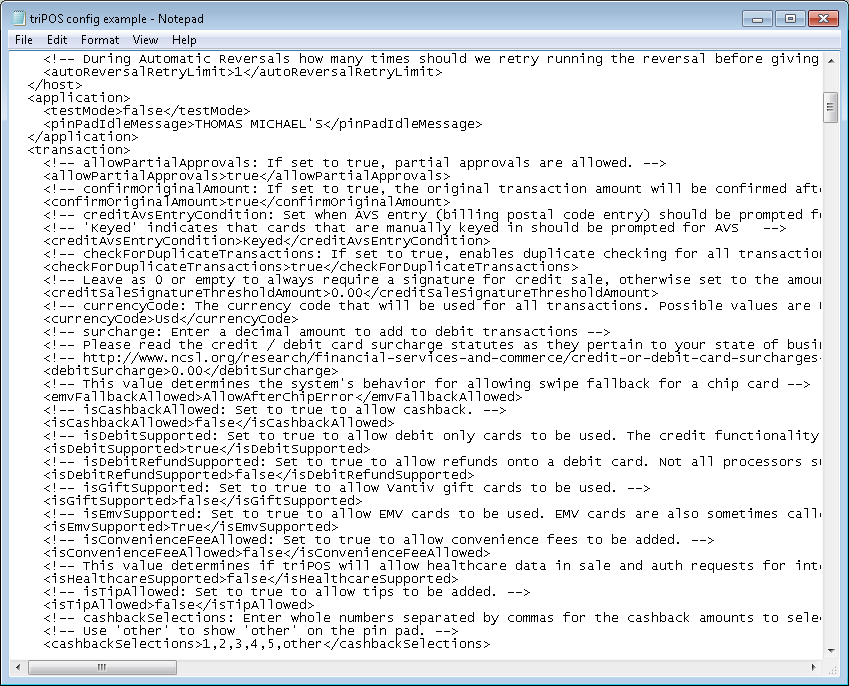 triPOS config example - Notepad
File Edit Format View Help
<!-- During Automatic Reversals how many times should we retry running the reversal before giving
<autoReversalRetryLimit>1</autoReversalRetryLimit>
</host>
<application>
<testMode>false</testMode>
<pinPadIdleMessage>THOMAS MICHAEL'S</pinPadIdleMessage>
</application>
<transaction>
<!-- allowPartialApprovals: If set to true, partial approvals are allowed. -->
<allowPartialApprovals>true</allowPartialApprovals>
<!-- confirmOriginalAmount: If set to true, the original transaction amount will be confirmed afte
<confirmOriginalAmount>true</confirmOriginalAmount>
<!-- creditAvsEntryCondition: Set when AVS entry (billing postal code entry) should be prompted fo
<!-- 'Keyed' indicates that cards that are manually keyed in should be prompted for AVS   -->
<creditAvsEntryCondition>Keyed</creditAvsEntryCondition>
<!-- checkForDuplicateTransactions: If set to true, enables duplicate checking for all transaction
<checkForDuplicateTransactions>true</checkForDuplicateTransactions>
<!-- Leave as 0 or empty to always require a signature for credit sale, otherwise set to the amoun
<creditSaleSignatureThresholdAmount>0.00</creditSaleSignatureThresholdAmount>
<!-- currencyCode: The currency code that will be used for all transactions. Possible values are
<currencyCode>Usd</currencyCode>
<!-- surcharge: Enter a decimal amount to add to debit transactions -->
<!-- Please read the credit / debit card surcharge statutes as they pertain to your state of busin
<!-- http://www.ncsl.org/research/financial-services-and-commerce/credit-or-debit-card-surcharges-
<debitSurcharge>0.00</debitSurcharge>
<!-- This value determines the system's behavior for allowing swipe fallback for a chip card -->
<emvFallbackAllowed>AllowAfterChipError</emvFallbackAllowed>
<!-- isCashbackAllowed: Set to true to allow cashback. -->
<isCashbackAllowed>false</isCashbackAllowed>
<!-- isDebitSupported: Set to true to allow debit only cards to be used. The credit functionality
<isDebitSupported>true</isDebitSupported>
<!-- isDebitRefundSupported: Set to true to allow refunds onto a debit card. Not all processors su
<isDebitRefundSupported>false</isDebitRefundSupported>
<!-- isGiftSupported: Set to true to allow Vantiv gift cards to be used. -->
<isGiftSupported>false</isGiftSupported>
<!-- isEmvSupported: Set to true to allow EMV cards to be used. EMV cards are also sometimes calle
<isEmvSupported>True</isEmvSupported>
<!-- isConvenienceFeeAllowed: Set to true to allow convenience fees to be added. -->
<isConvenienceFeeAllowed>false</isConvenienceFeeAllowed>
<!-- This value determines if triPOS will allow healthcare data in sale and auth requests for inte
<isHealthcareSupported>false</isHealthcareSupported>
<!-- isTipAllowed: Set to true to allow tips to be added. -->
<isTipAllowed>false</isTipAllowed>
<!-- cashbackSelections: Enter whole numbers separated by commas for the cashback amounts to selec
<!-- Use 'other' to show 'other' on the pin pad. -->
<cashbackSelections>1,2,3,4,5,other</cashbackSelections>